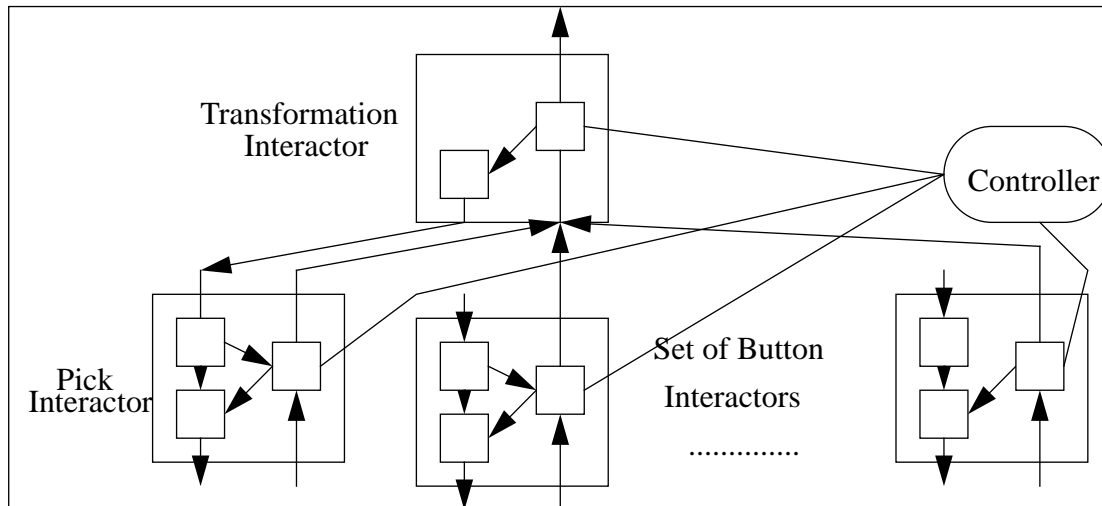 Transformation
Interactor
Controller
Pick
Interactor
Set of Button
Interactors
..............